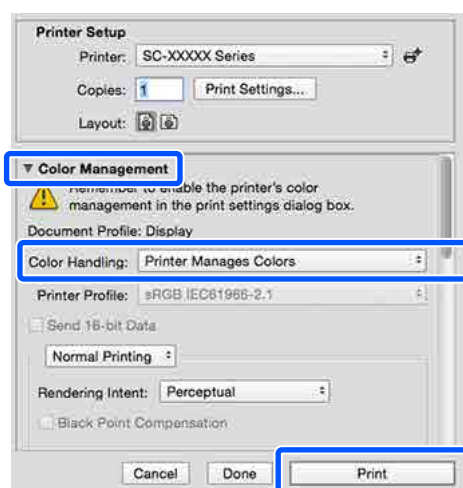 Printer Setup
Printer: SC-XXXXX Series
Copies: 1 Print Settings...
Layout:
▼ Color Management
Remember to enable the printer's color
management in the print settings dialog box.
Document Profile: Display
Color Handling: Printer Manages Colors
Printer Profile: sRGB IEC61966-2.1
Send 16-bit Data
Normal Printing
Rendering Intent: Perceptual
Black Point Compensation
Cancel Done Print